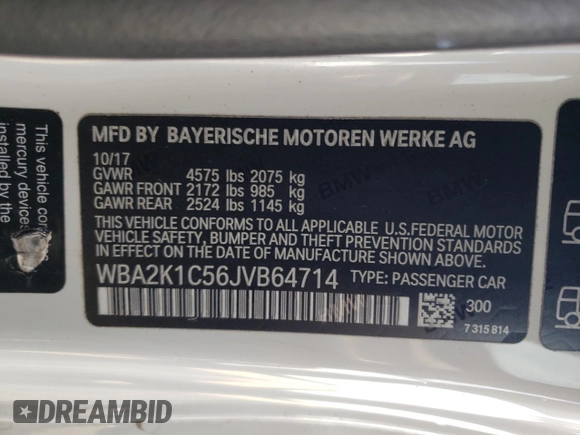 MFD BY BAYERISCHE MOTOREN WERKE AG
10/17
GVWR 4575 lbs 2075 kg
GAWR FRONT 2172 lbs 985 kg
GAWR REAR 2524 lbs 1145 kg
THIS VEHICLE CONFORMS TO ALL APPLICABLE U.S.FEDERAL MOTOR
VEHICLE SAFETY, BUMPER AND THEFT PREVENTION STANDARDS
IN EFFECT ON THE DATE OF MANUFACTURE SHOWN ABOVE.
WBA2K1C56JVB64714 TYPE: PASSENGER CAR
300
7 315 814
This vehicle con
mercury devices
installed by the
DREAMBID